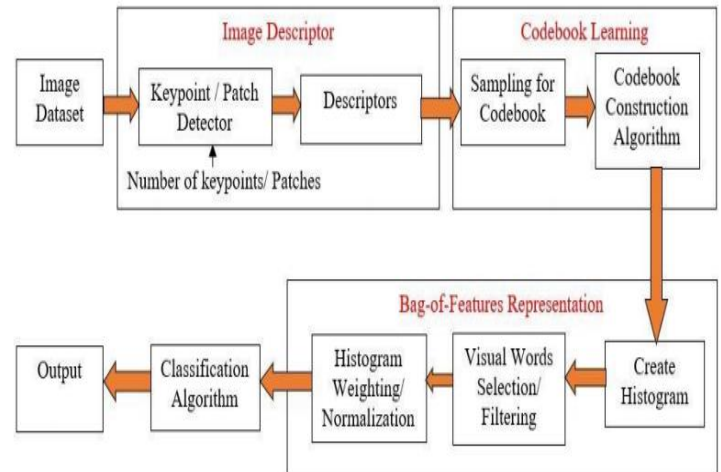 Image Descriptor
Codebook Learning
Image
Dataset
Keypoint / Patch
Detector
Descriptors
Sampling for
Codebook
Codebook
Construction
Algorithm
Number of keypoints/ Patches
Bag-of-Features Representation
Output
Classification
Algorithm
Histogram
Weighting/
Normalization
Visual Words
Selection/
Filtering
Create
Histogram